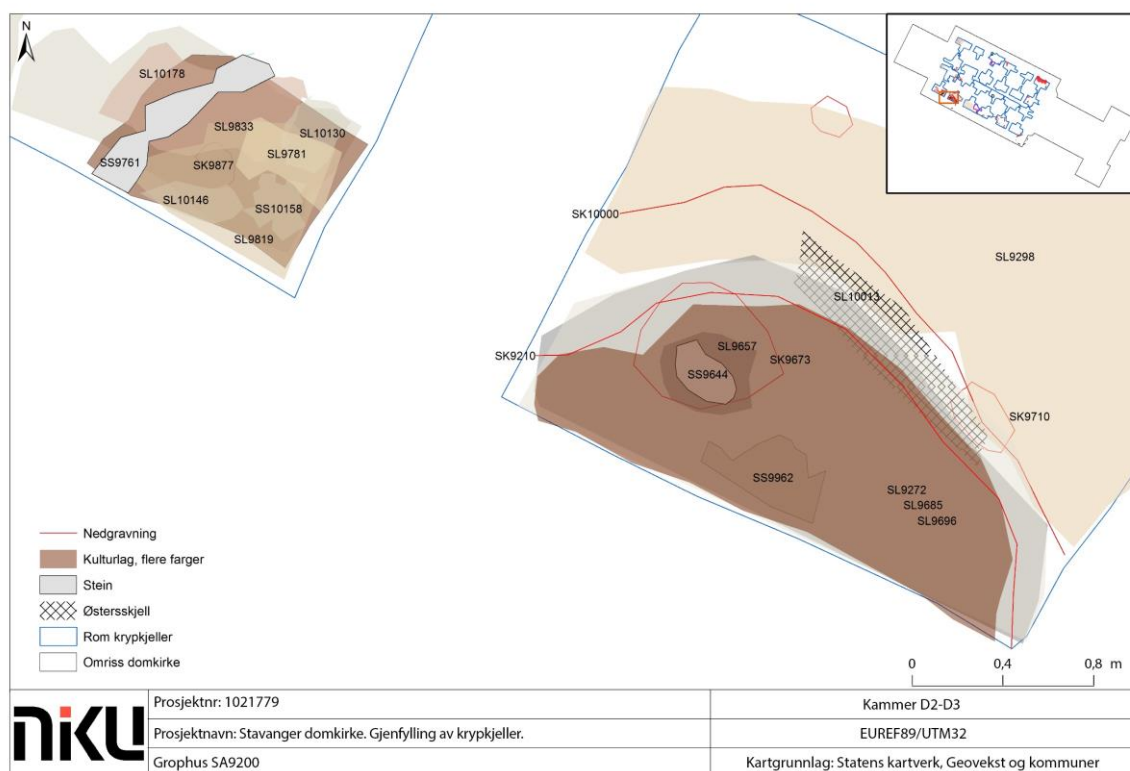 N
SL10178
SL9833
SL10130
SL9781
SS9761
SK9877
SL10146
SS10158
SL9819
SK10000
SL9298
SL10013
SK9210
SL9657
SK9673
SS9644
SK9710
SS9962
SL9272
SL9685
SL9696
Nedgravning
Kulturlag, flere farger
Stein
Østersskjell
Rom krypkjeller
Omriss domkirke
0 0,4 0,8 m
niku
Prosjektnr: 1021779
Kammer D2-D3
Prosjektnavn: Stavanger domkirke. Gjenfylling av krypkjeller.
EUREF89/UTM32
Grophus SA9200
Kartgrunnlag: Statens kartverk, Geovekst og kommuner